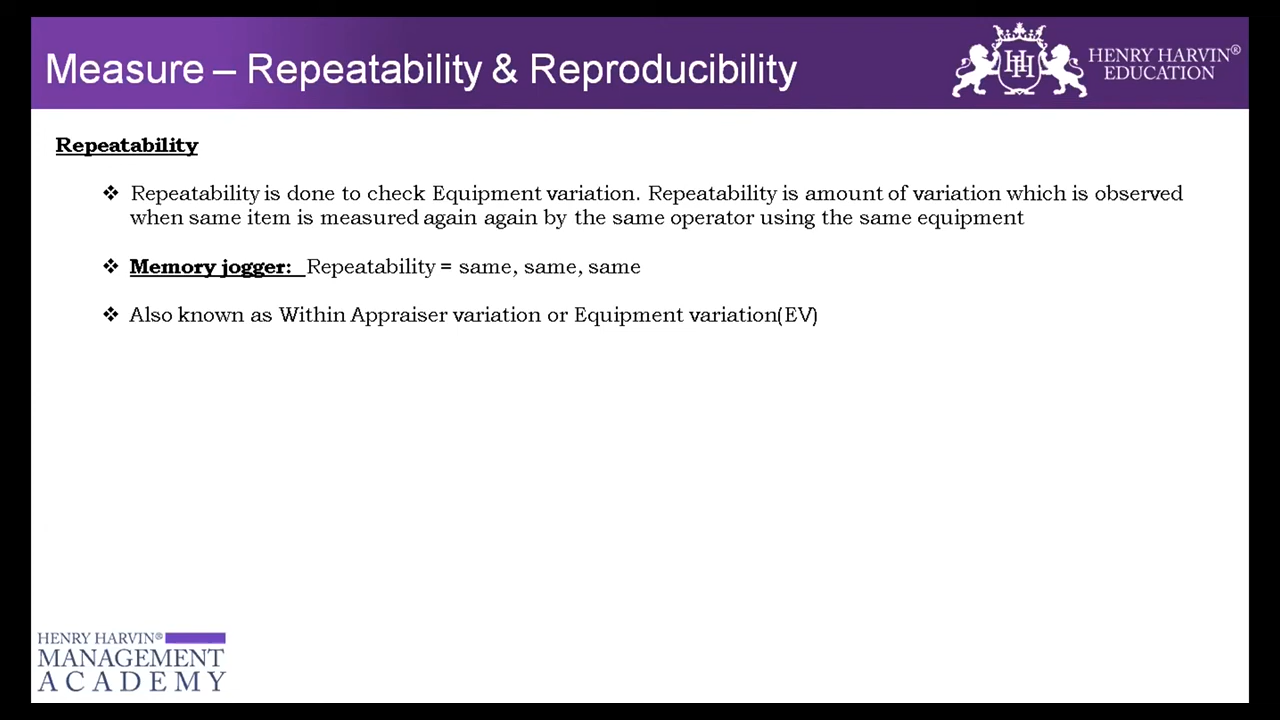 Measure – Repeatability & Reproducibility
HENRY HARVIN®
EDUCATION
Repeatability
❖ Repeatability is done to check Equipment variation. Repeatability is amount of variation which is observed
when same item is measured again again by the same operator using the same equipment
❖ Memory jogger: Repeatability = same, same, same
❖ Also known as Within Appraiser variation or Equipment variation(EV)
HENRY HARVIN®
MANAGEMENT
ACADEMY